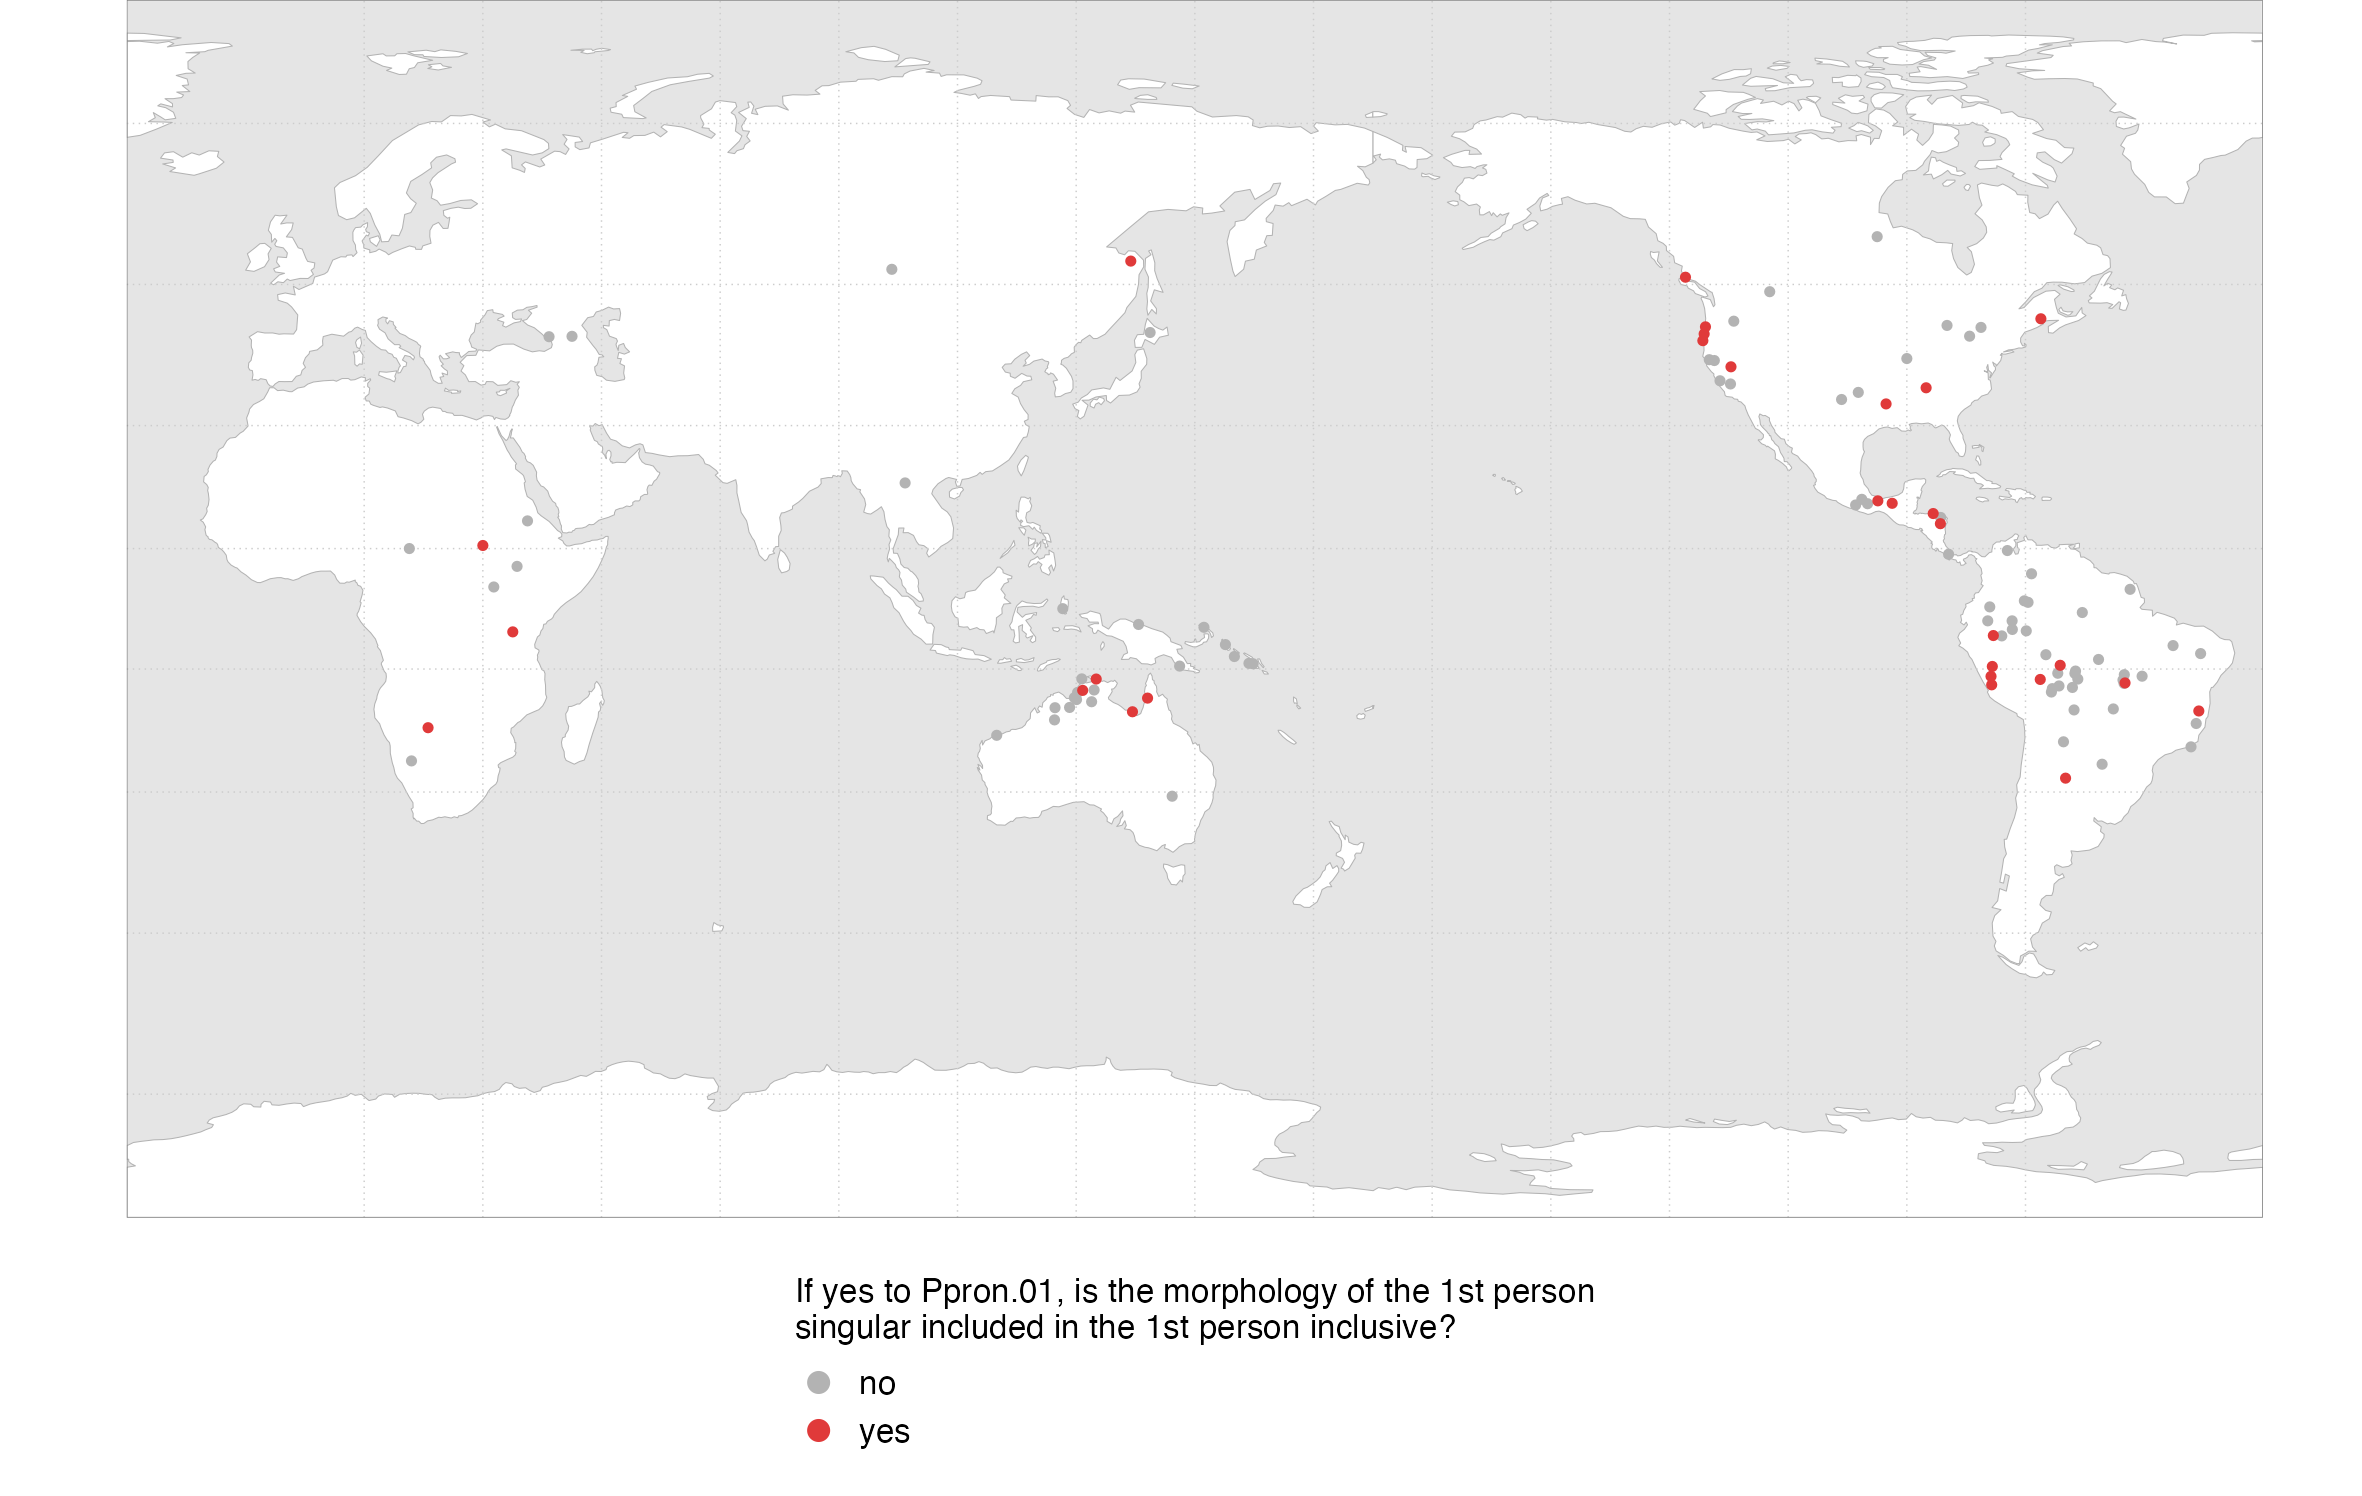 If yes to Ppron.01, is the morphology of the 1st person
singular included in the 1st person inclusive?
no
yes